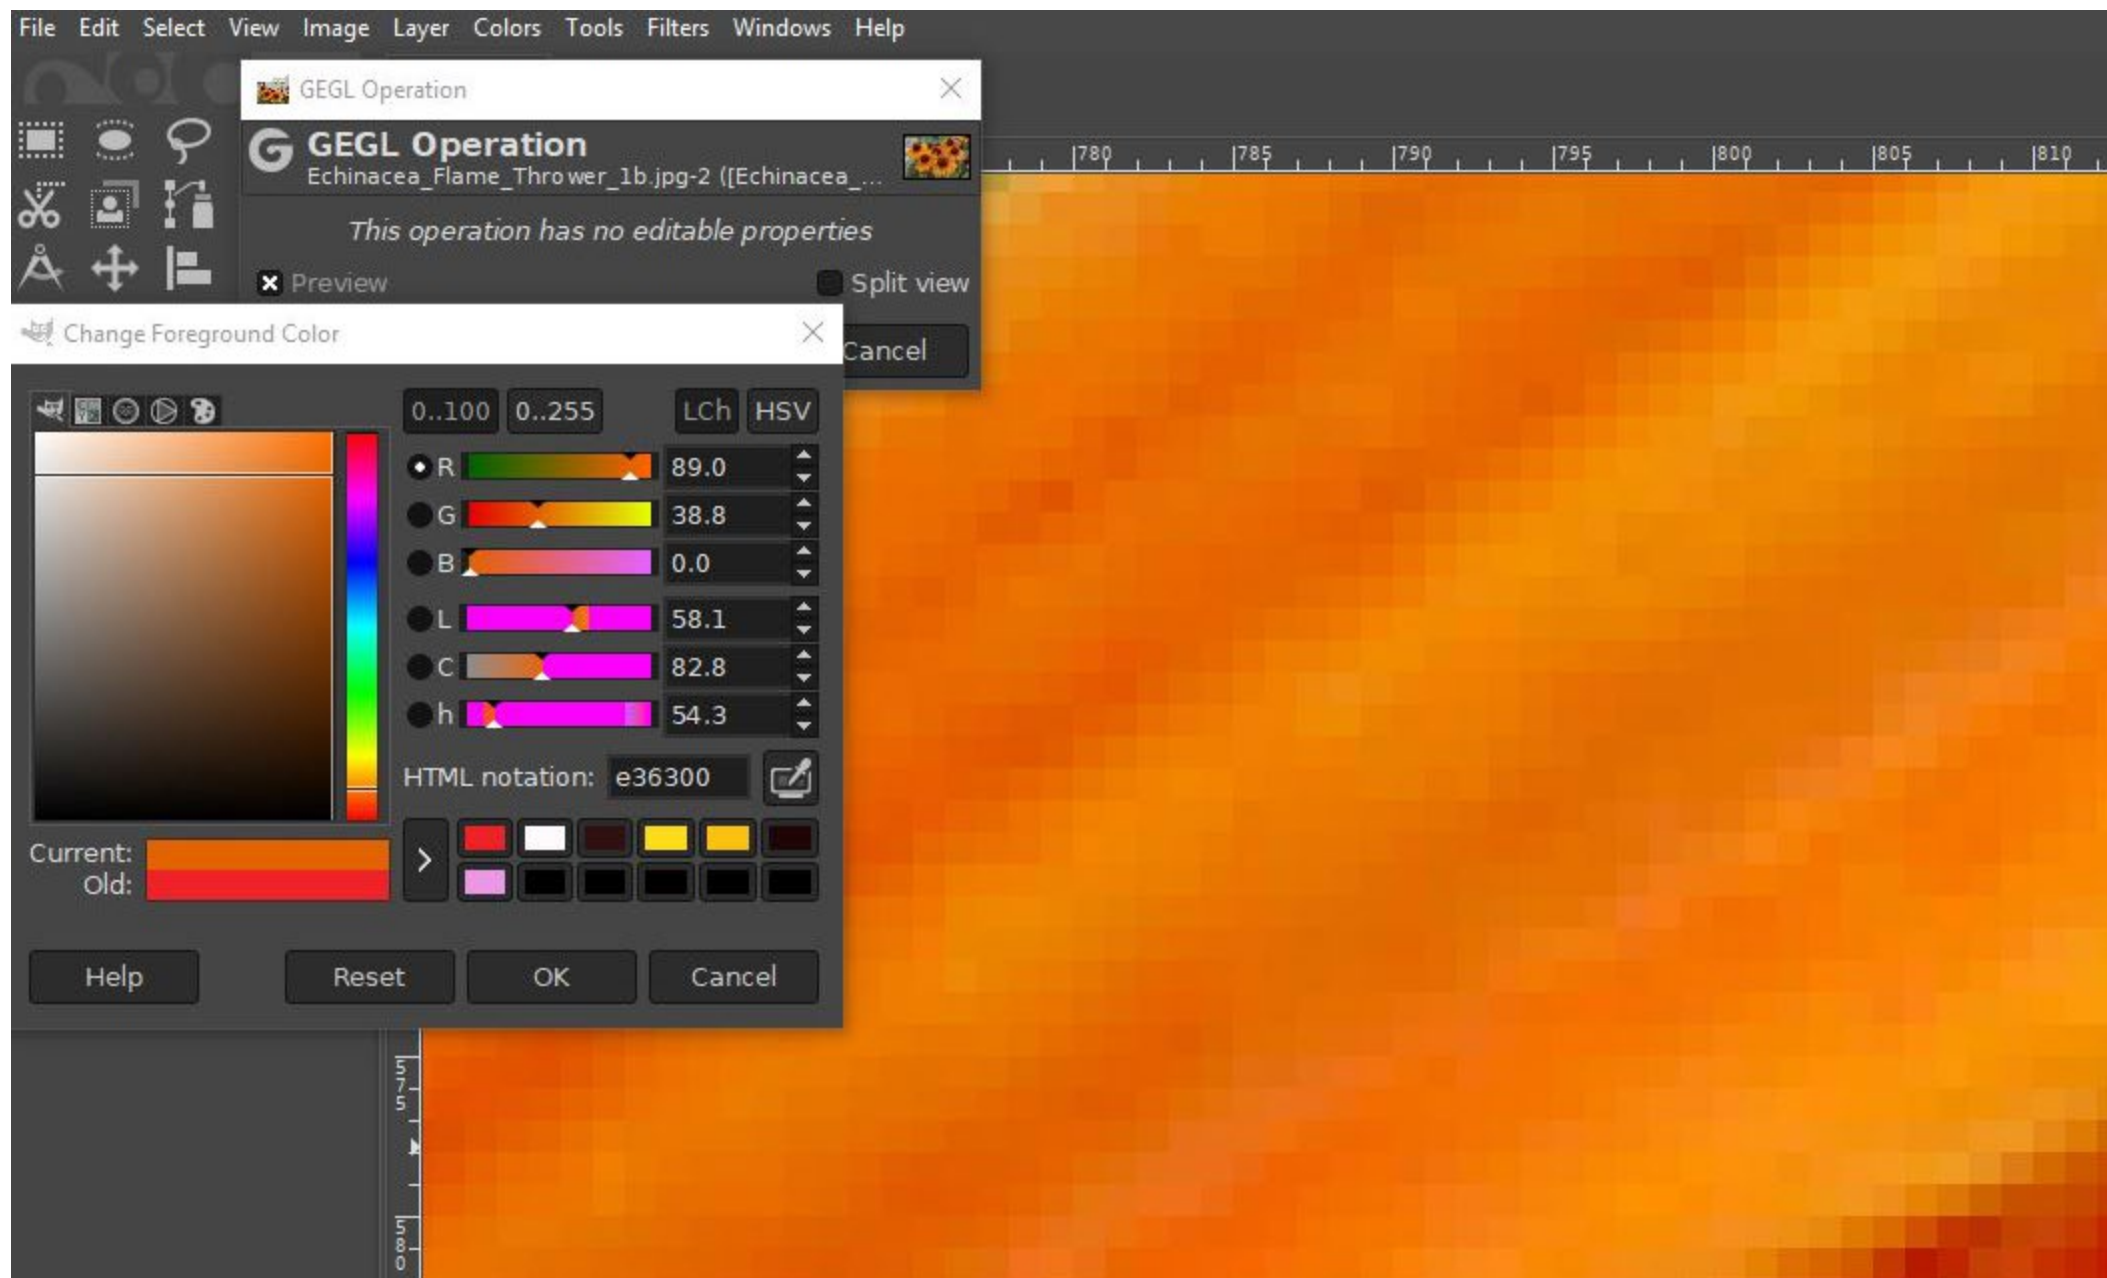 File Edit Select View Image Layer Colors Tools Filters Windows Help
GEGL Operation
GEGL Operation
Echinacea_Flame_Thrower_1b.jpg-2 ([Echinacea_...
This operation has no editable properties
Preview Split view
Cancel
780 785 790 795 800 805 810
Change Foreground Color
0..100 0..255 LCh HSV
R 89.0
G 38.8
B 0.0
L 58.1
C 82.8
h 54.3
HTML notation: e36300
Current:
Old:
>
Help Reset OK Cancel
575
580